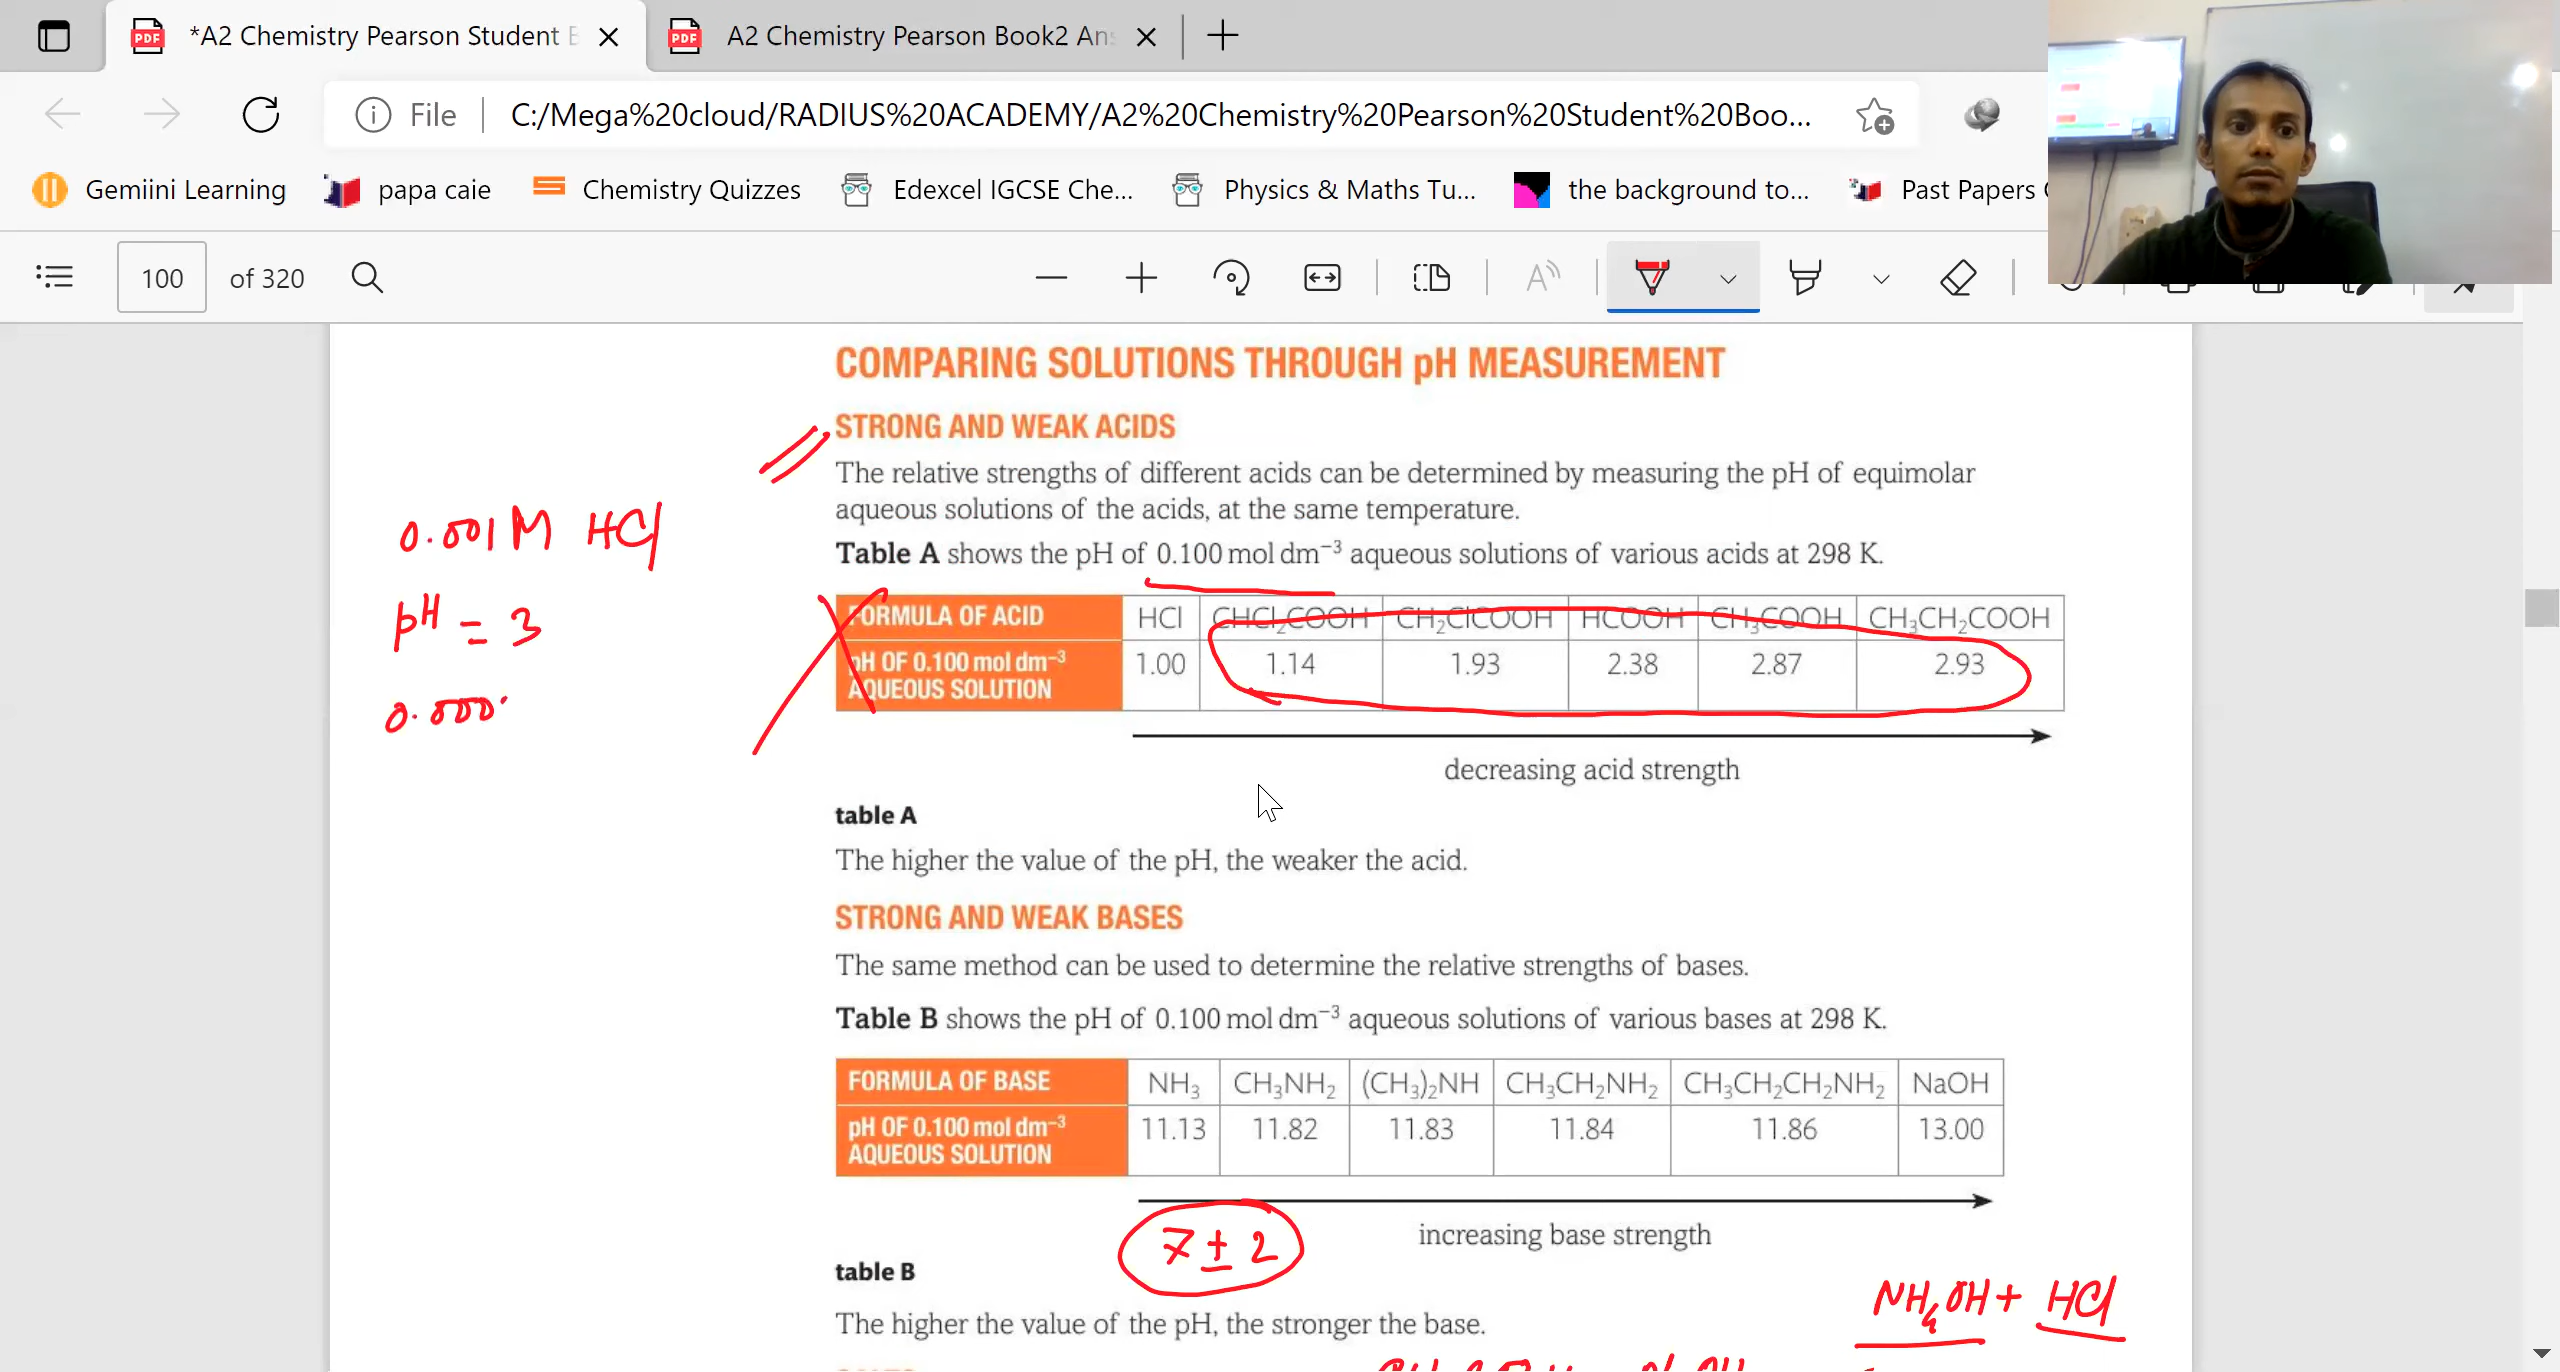 *A2 Chemistry Pearson Student
A2 Chemistry Pearson Book2 Ans
File
C:/Mega%20cloud/RADIUS%20ACADEMY/A2%20Chemistry%20Pearson%20Student%20Boo...
Gemiini Learning
papa caie
Chemistry Quizzes
Edexcel IGCSE Che...
Physics & Maths Tu...
the background to...
Past Papers
100 of 320
COMPARING SOLUTIONS THROUGH pH MEASUREMENT
STRONG AND WEAK ACIDS
The relative strengths of different acids can be determined by measuring the pH of equimolar
aqueous solutions of the acids, at the same temperature.
Table A shows the pH of 0.100 mol dm⁻³ aqueous solutions of various acids at 298 K.
0.001 M HCl
pH = 3
0.000
FORMULA OF ACID HCl CHCl₂COOH CH₂ClCOOH HCOOH CH₃COOH CH₃CH₂COOH
pH OF 0.100 mol dm⁻³ AQUEOUS SOLUTION 1.00 1.14 1.93 2.38 2.87 2.93
decreasing acid strength
table A
The higher the value of the pH, the weaker the acid.
STRONG AND WEAK BASES
The same method can be used to determine the relative strengths of bases.
Table B shows the pH of 0.100 mol dm⁻³ aqueous solutions of various bases at 298 K.
FORMULA OF BASE NH₃ CH₃NH₂ (CH₃)₂NH CH₃CH₂NH₂ CH₃CH₂CH₂NH₂ NaOH
pH OF 0.100 mol dm⁻³ AQUEOUS SOLUTION 11.13 11.82 11.83 11.84 11.86 13.00
increasing base strength
7 ± 2
table B
NH₄OH + HCl
The higher the value of the pH, the stronger the base.